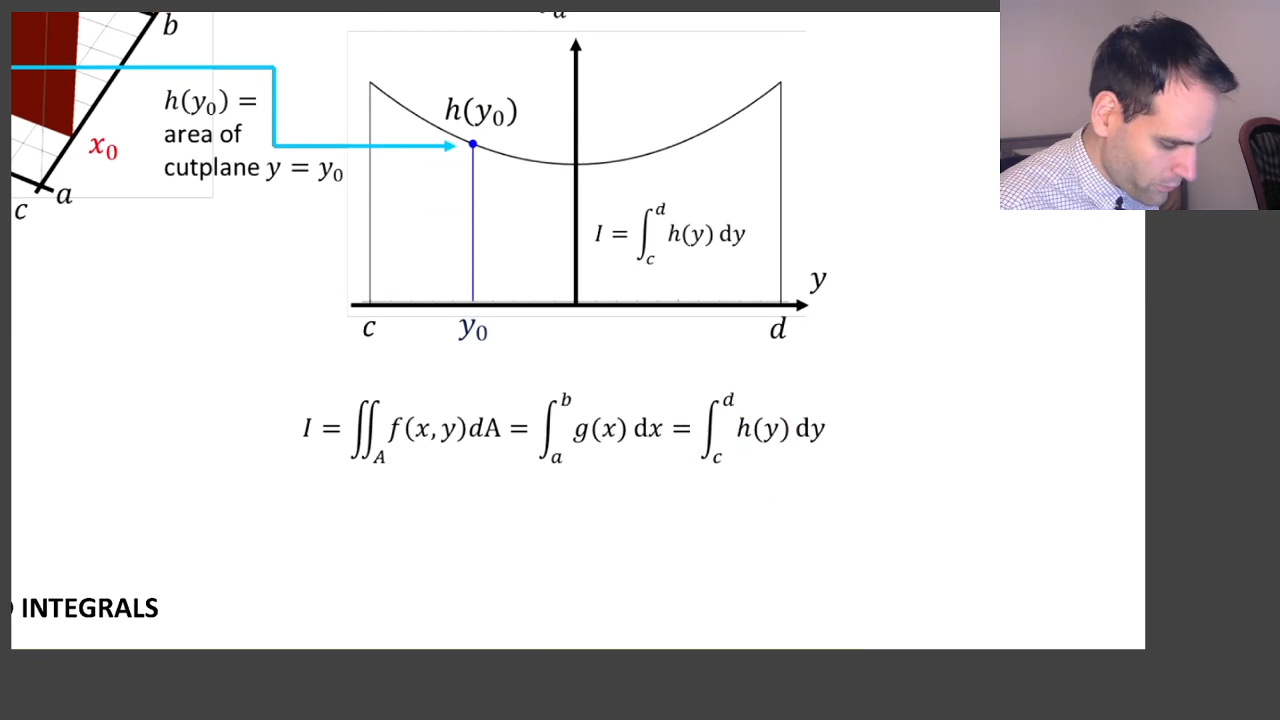 a
b
h(y₀) =
area of
cutplane y = y₀
x₀
a
c
h(y₀)
I = ∫_c^d h(y) dy
y
c
y₀
d
I = ∬_A f(x, y)dA = ∫_a^b g(x) dx = ∫_c^d h(y) dy
INTEGRALS